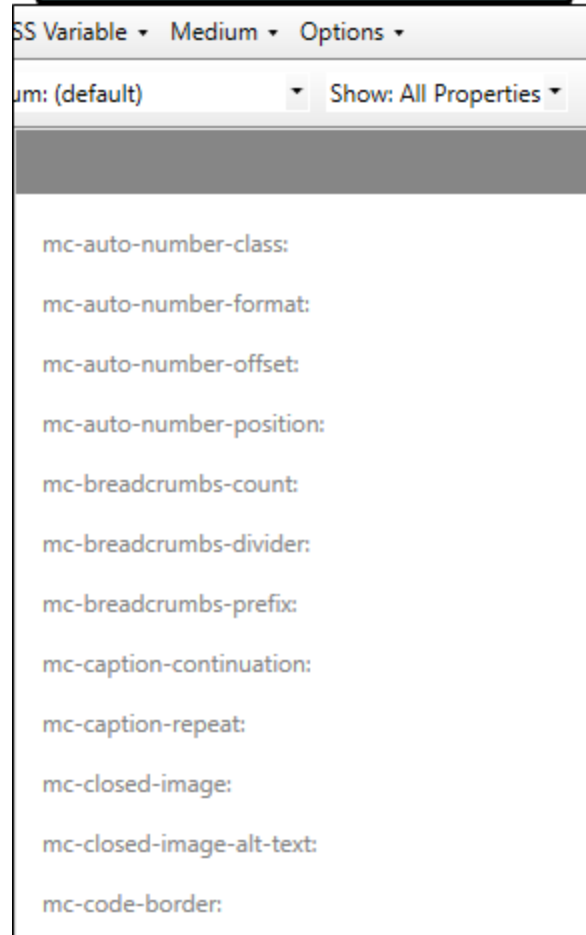 SS Variable Medium Options
um: (default) Show: All Properties
mc-auto-number-class:
mc-auto-number-format:
mc-auto-number-offset:
mc-auto-number-position:
mc-breadcrumbs-count:
mc-breadcrumbs-divider:
mc-breadcrumbs-prefix:
mc-caption-continuation:
mc-caption-repeat:
mc-closed-image:
mc-closed-image-alt-text:
mc-code-border: